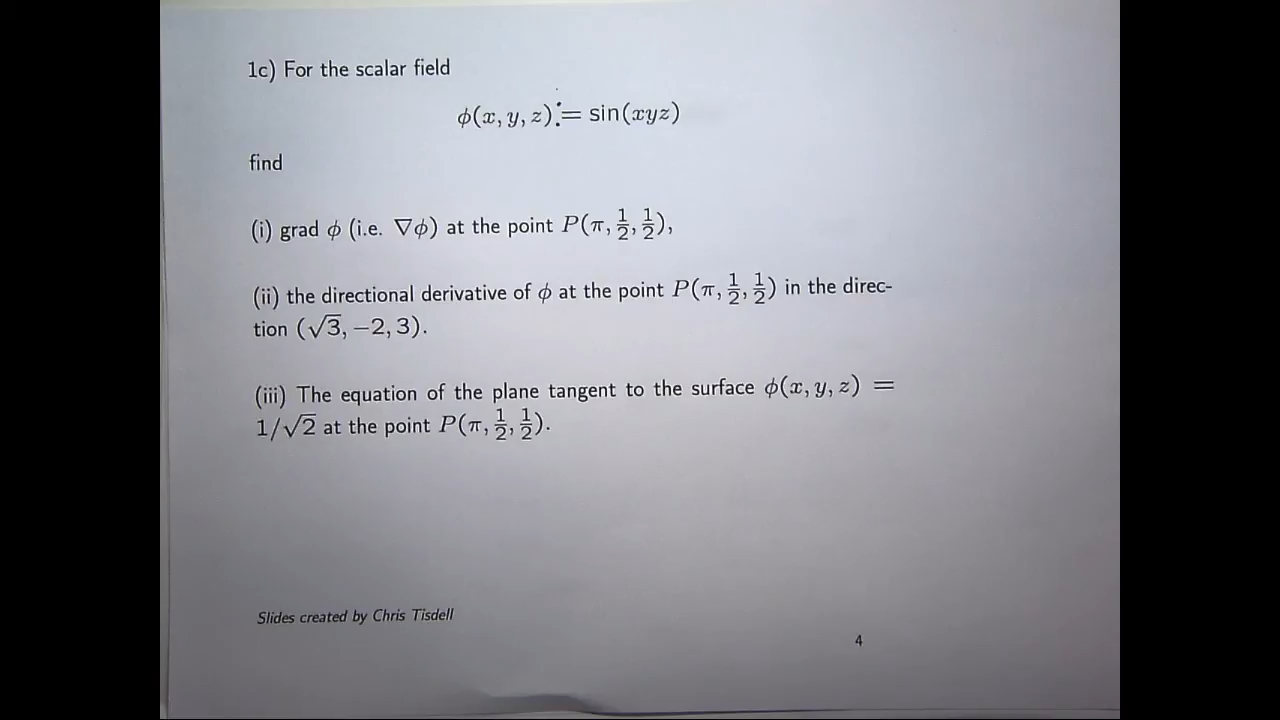 1c) For the scalar field
ϕ(x, y, z) := sin(xyz)
find
(i) grad ϕ (i.e. ∇ϕ) at the point P(π, 1/2, 1/2),
(ii) the directional derivative of ϕ at the point P(π, 1/2, 1/2) in the direc-
tion (√3, −2, 3).
(iii) The equation of the plane tangent to the surface ϕ(x, y, z) =
1/√2 at the point P(π, 1/2, 1/2).
Slides created by Chris Tisdell
4